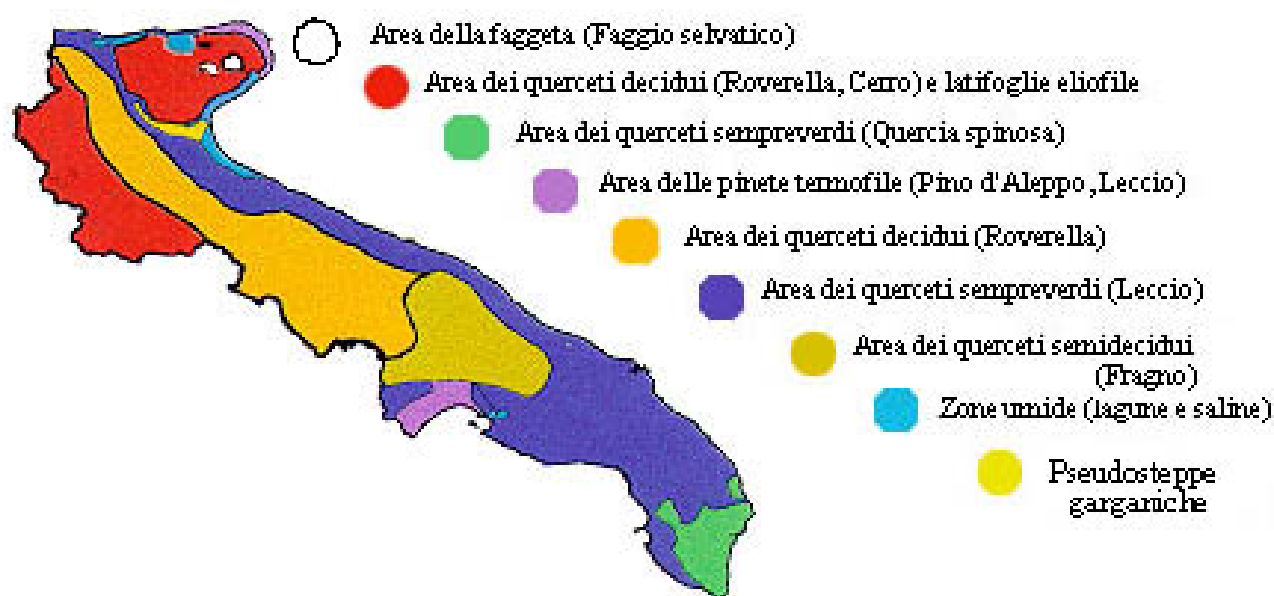 Area della faggeta (Faggio selvatico)
Area dei querceti decidui (Roverella, Cerro) e latifoglie eliofile
Area dei querceti sempreverdi (Quercia spinosa)
Area delle pinete termofile (Pino d'Aleppo, Leccio)
Area dei querceti decidui (Roverella)
Area dei querceti sempreverdi (Leccio)
Area dei querceti semidecidui
(Fragno)
Zone umide (lagune e saline)
Pseudosteppe
garganiche